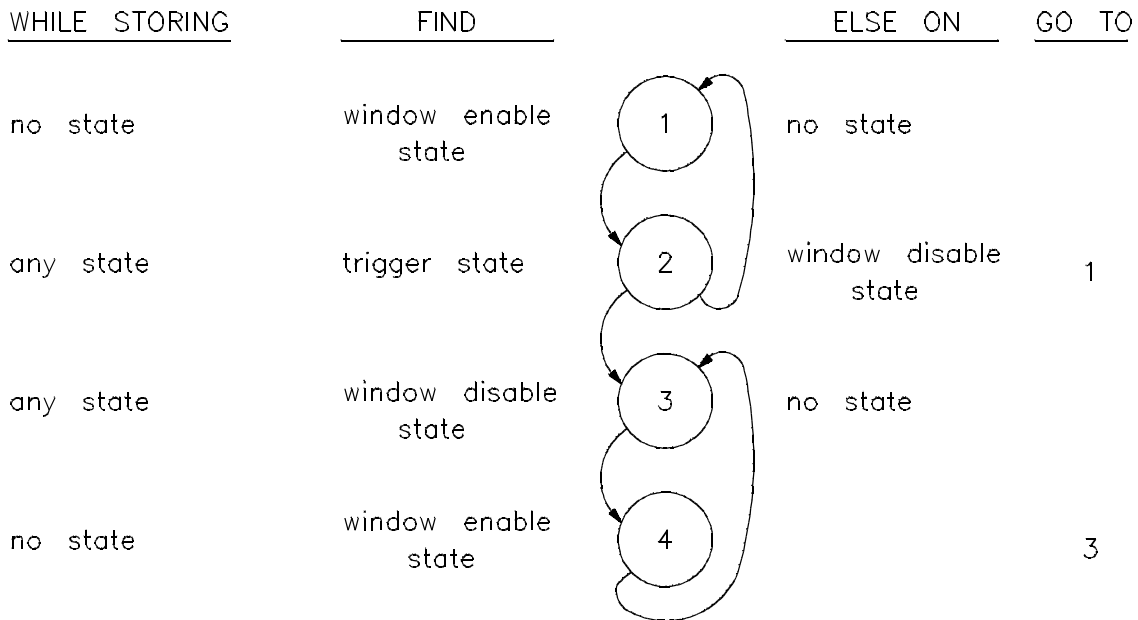 WHILE STORING FIND ELSE ON GO TO
no state
window enable
state
1
no state
any state
trigger state
2
window disable
state
1
any state
window disable
state
3
no state
no state
window enable
state
4
3